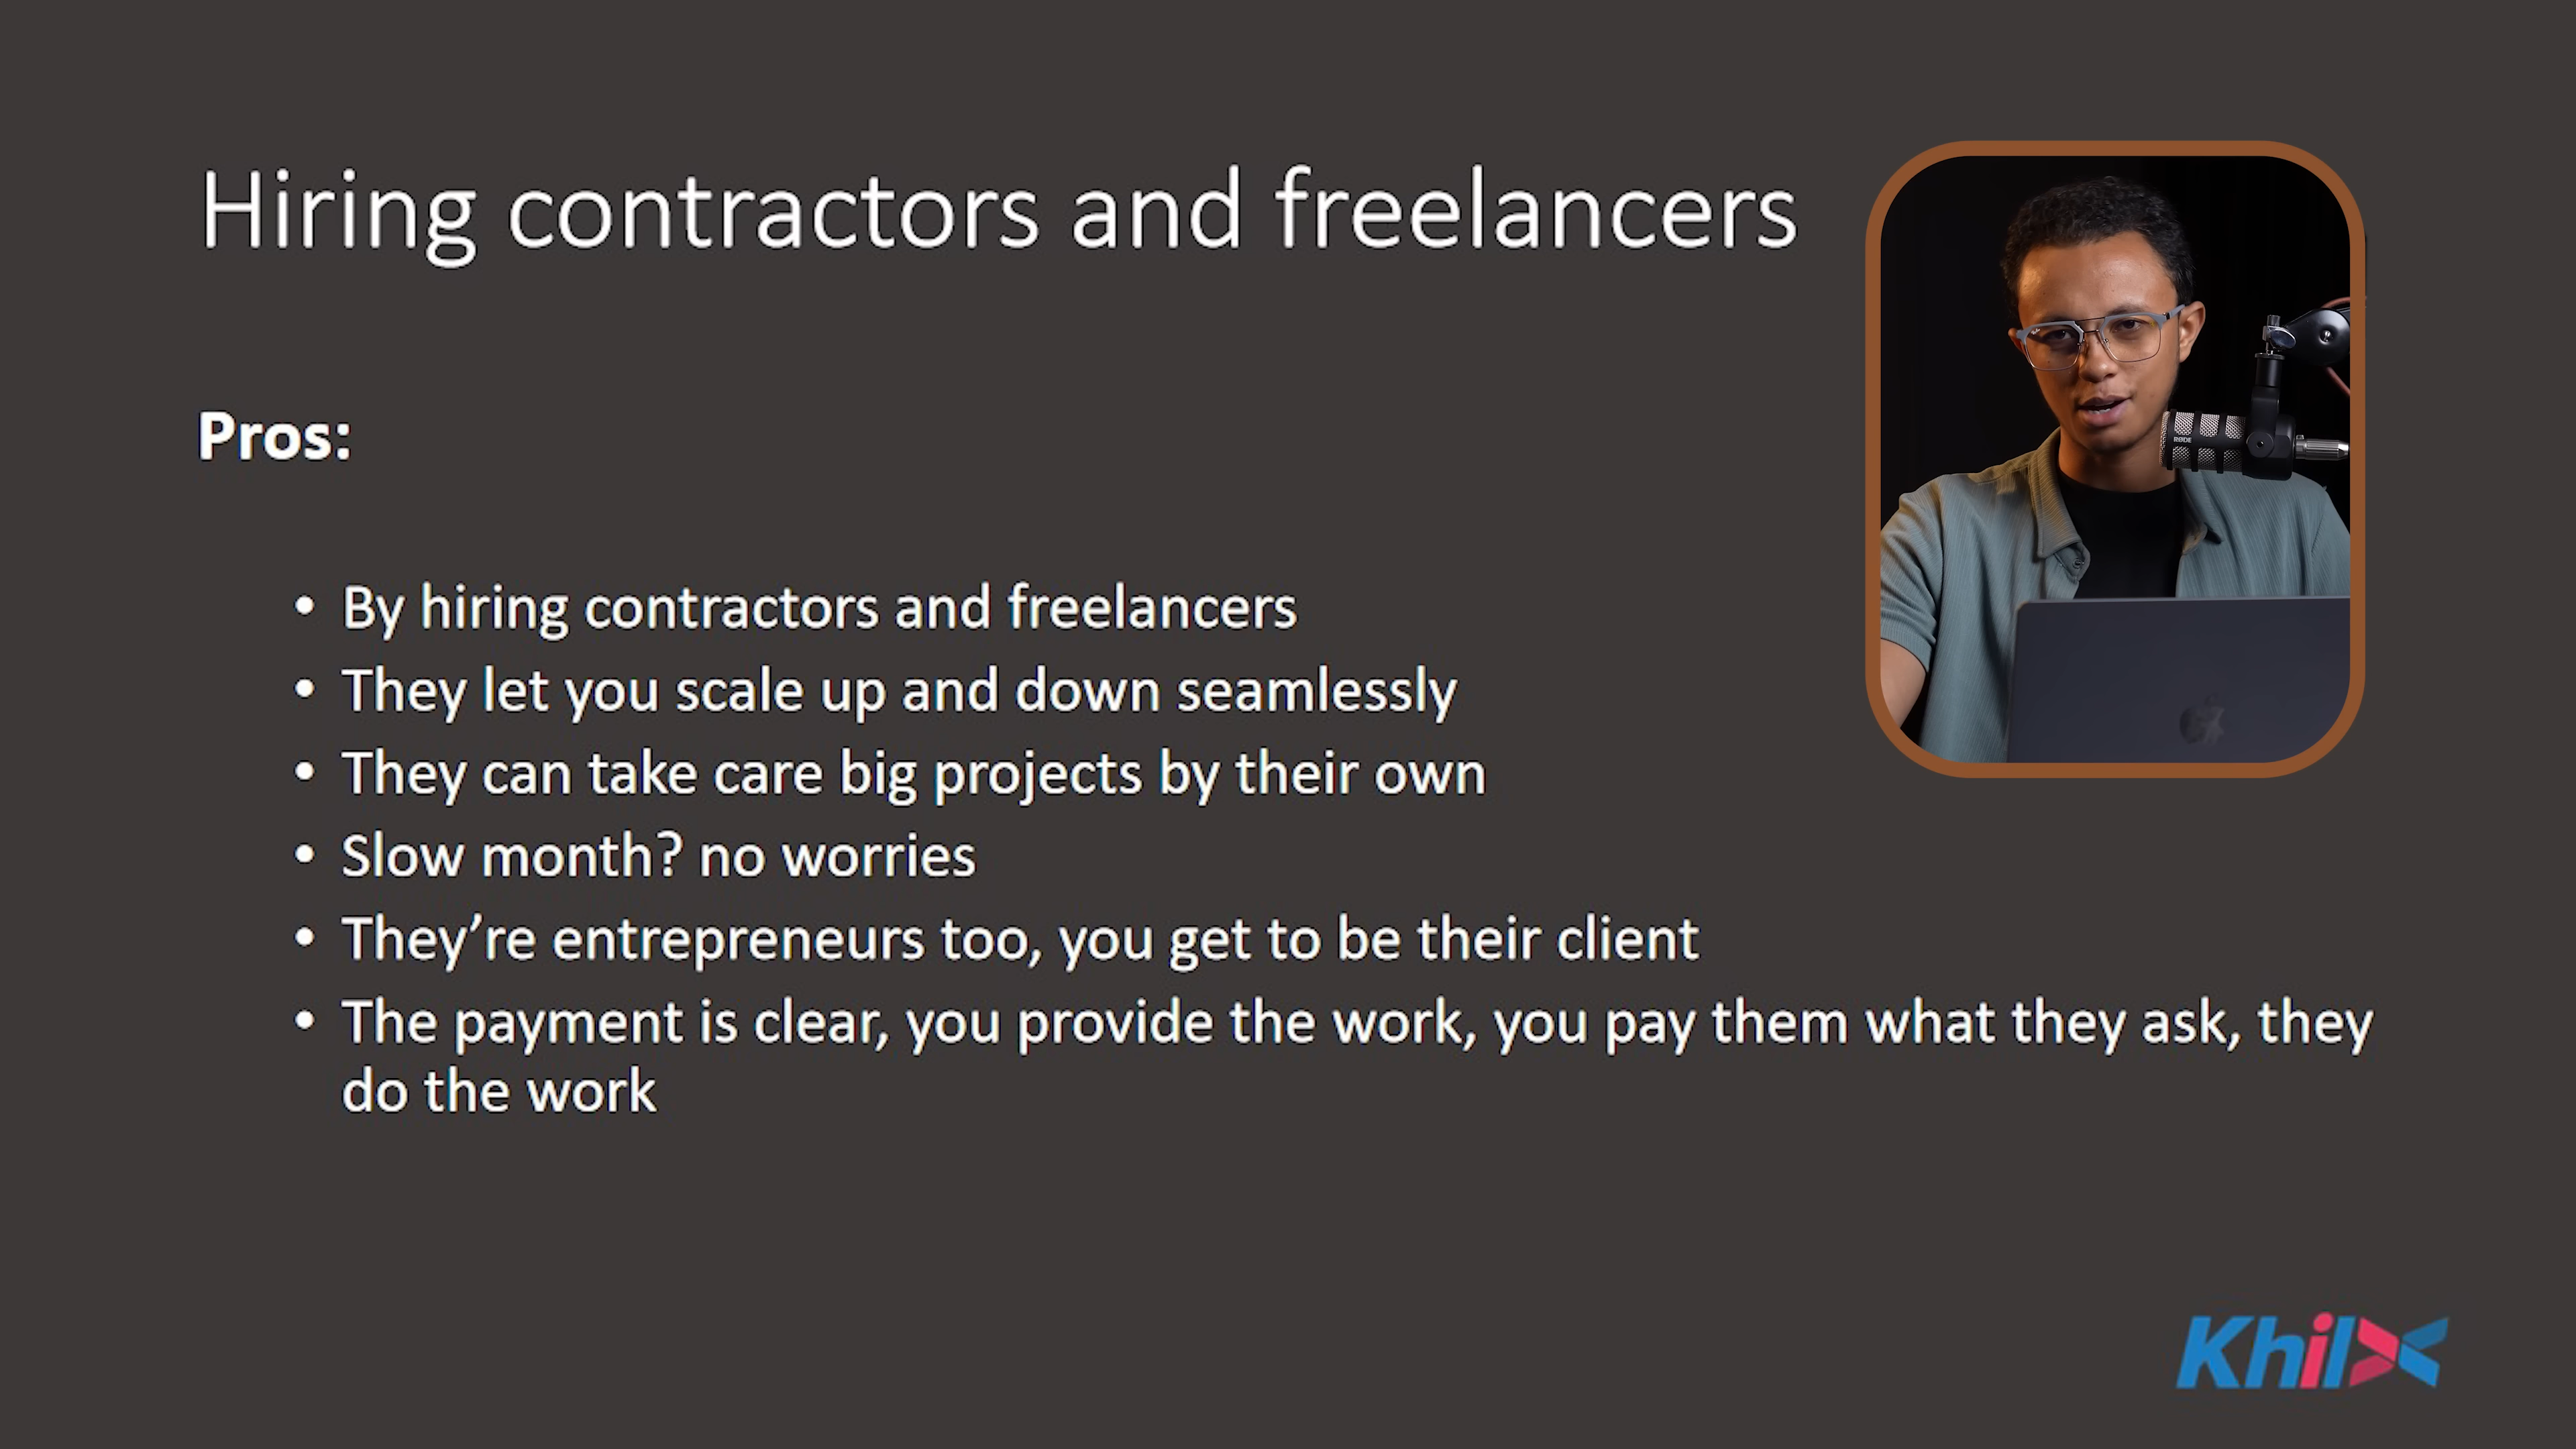 Hiring contractors and freelancers
Pros:
• By hiring contractors and freelancers
• They let you scale up and down seamlessly
• They can take care big projects by their own
• Slow month? no worries
• They’re entrepreneurs too, you get to be their client
• The payment is clear, you provide the work, you pay them what they ask, they
do the work
RØDE
KhilX